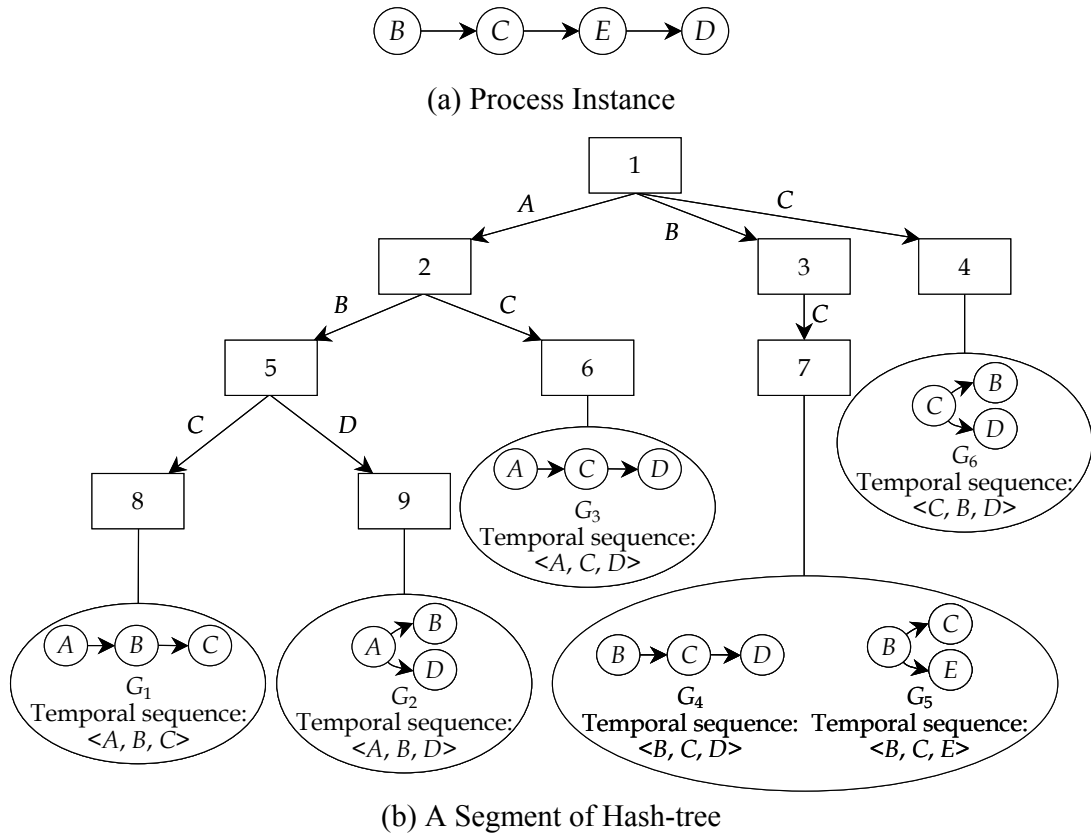 B C E D
(a) Process Instance
1
A B C
2 3 4
B C C
5 6 7
C D
8 9
C B D
G6
Temporal sequence:
<C, B, D>
A C D
G3
Temporal sequence:
<A, C, D>
A B C
G1
Temporal sequence:
<A, B, C>
A B D
G2
Temporal sequence:
<A, B, D>
B C D
G4
Temporal sequence:
<B, C, D>
B C E
G5
Temporal sequence:
<B, C, E>
(b) A Segment of Hash-tree